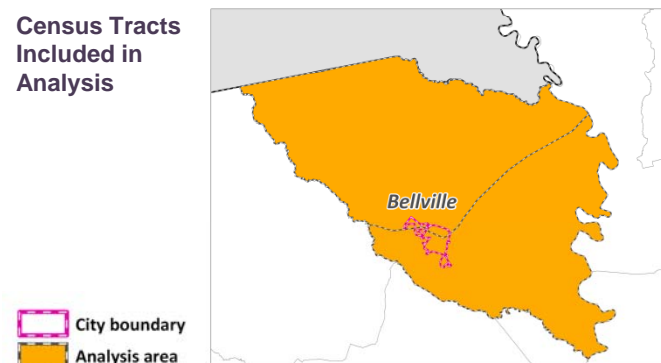 Census Tracts
Included in
Analysis
Bellville
City boundary
Analysis area